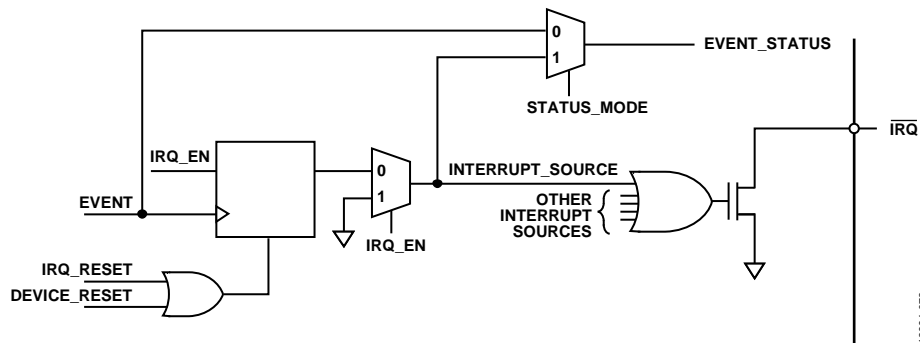 0
1
EVENT_STATUS
STATUS_MODE
IRQ
IRQ_EN
0
1
INTERRUPT_SOURCE
EVENT
OTHER
INTERRUPT
SOURCES
IRQ_EN
IRQ_RESET
DEVICE_RESET